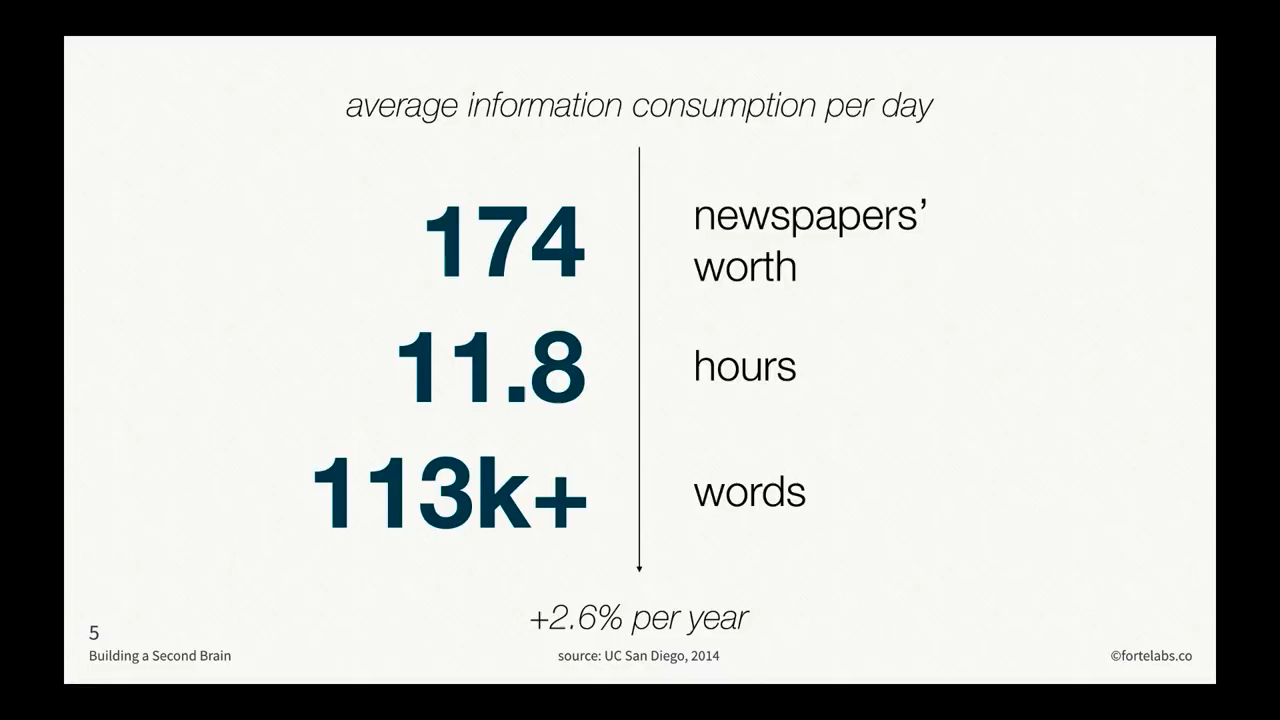 average information consumption per day
174
newspapers’
worth
11.8
hours
113k+
words
+2.6% per year
5
Building a Second Brain
source: UC San Diego, 2014
©fortelabs.co